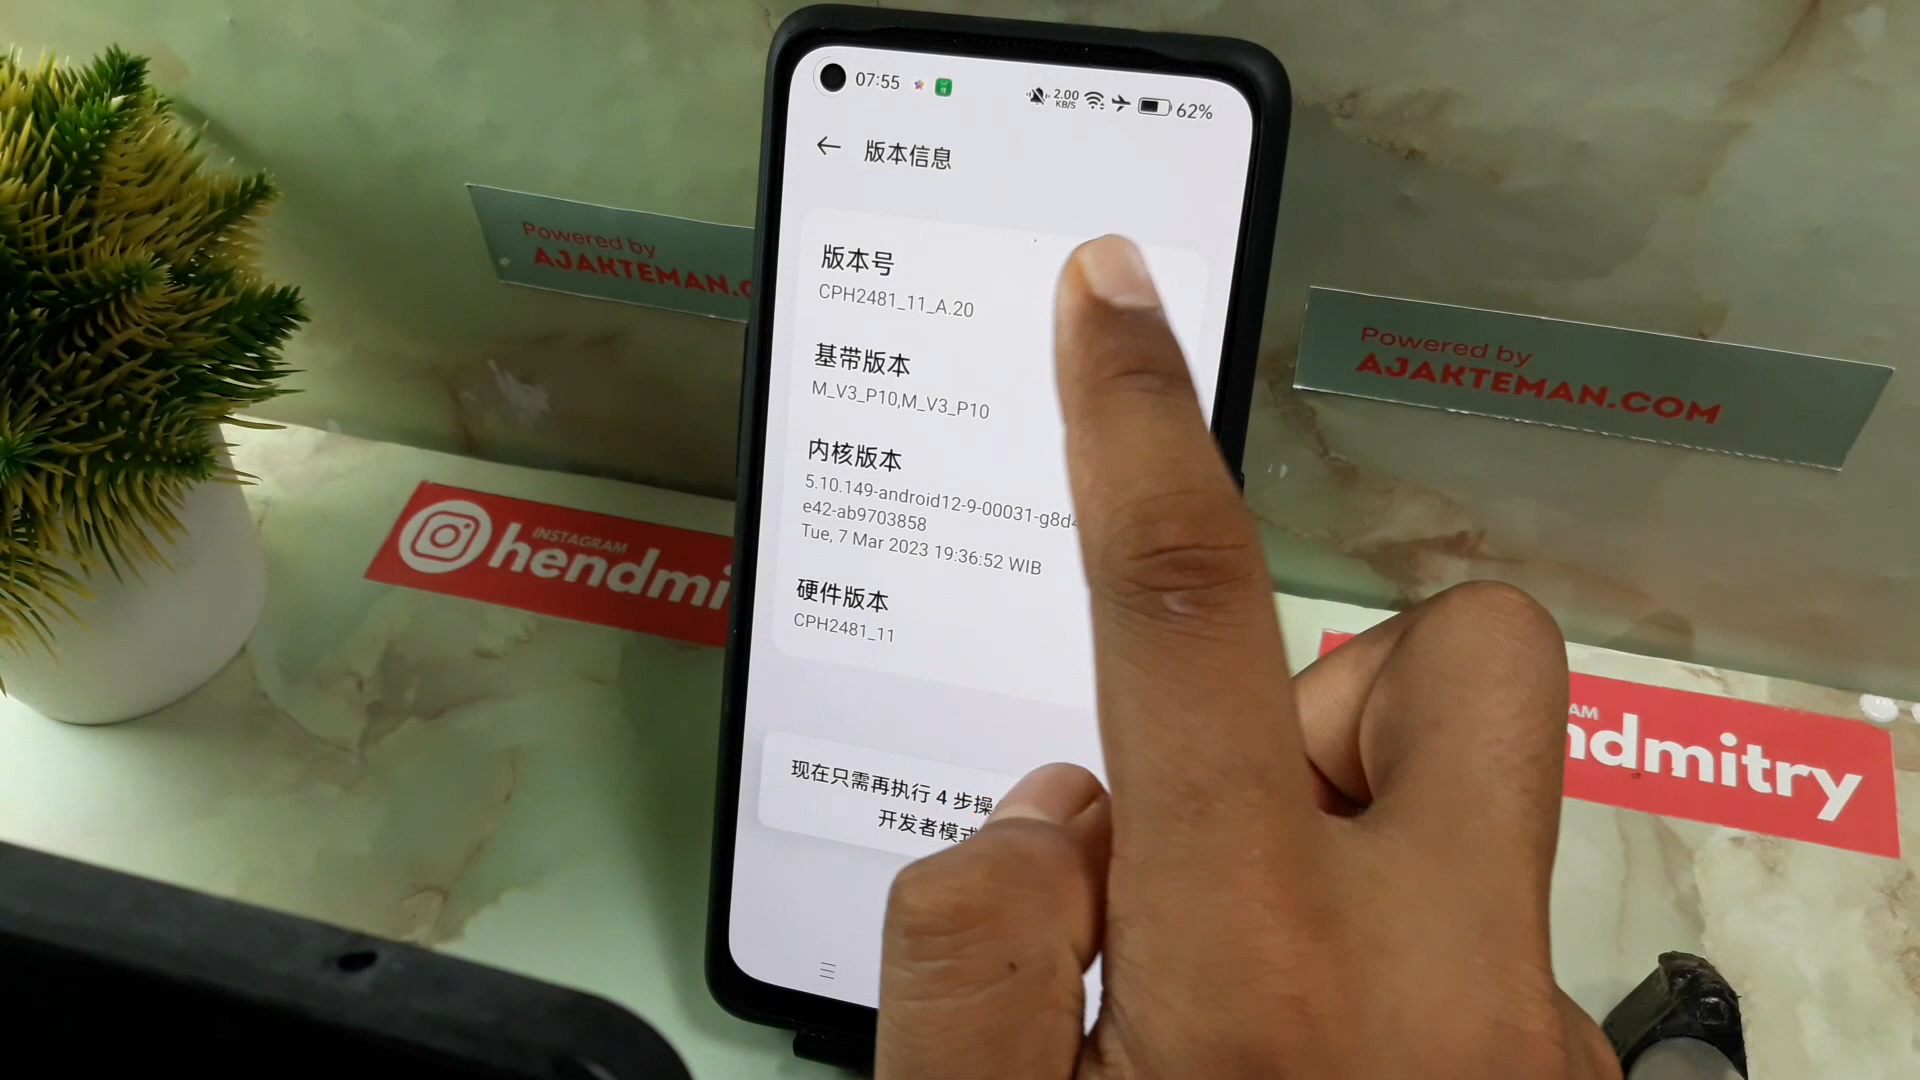 07:55
2.00
KB/S
62%
版本信息
版本号
CPH2481_11_A.20
基带版本
M_V3_P10,M_V3_P10
内核版本
5.10.149-android12-9-00031-g8d4
e42-ab9703858
Tue, 7 Mar 2023 19:36:52 WIB
硬件版本
CPH2481_11
现在只需再执行 4 步操
开发者模式
Powered by
AJAKTEMAN.C
Powered by
AJAKTEMAN.COM
INSTAGRAM
hendmi
AM
ndmitry